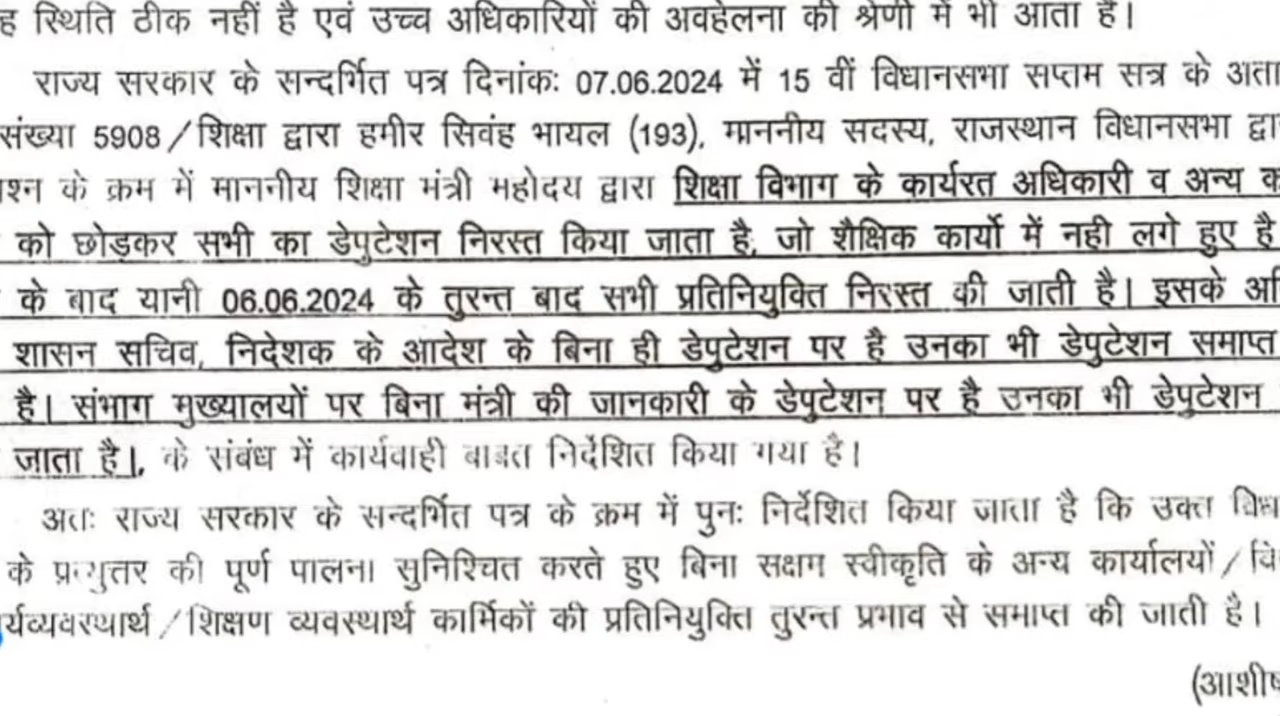 ह स्थिति ठीक नहीं है एवं उच्च अधिकारियों की अवहेलना की श्रेणी में भी आता है।
राज्य सरकार के सन्दर्भित पत्र दिनांकः 07.06.2024 में 15 वीं विधानसभा सप्तम सत्र के अता
संख्या 5908/शिक्षा द्वारा हमीर सिवंह भायल (193), माननीय सदस्य, राजस्थान विधानसभा द्वा
श्न के क्रम में माननीय शिक्षा मंत्री महोदय द्वारा शिक्षा विभाग के कार्यरत अधिकारी व अन्य क
को छोड़कर सभी का डेपुटेशन निरस्त किया जाता है, जो शैक्षिक कार्यो में नही लगे हुए है
के बाद यानी 06.06.2024 के तुरन्त बाद सभी प्रतिनियुक्ति निरस्त की जाती है। इसके अति
शासन सचिव, निदेशक के आदेश के बिना ही डेपुटेशन पर है उनका भी डेपुटेशन समाप्त
है। संभाग मुख्यालयों पर बिना मंत्री की जानकारी के डेपुटेशन पर है उनका भी डेपुटेशन
जाता है।, के संबंध में कार्यवाही बाबत निर्देशित किया गया है।
अतः राज्य सरकार के सन्दर्भित पत्र के क्रम में पुनः निर्देशित किया जाता है कि उक्त
के प्रत्युत्तर की पूर्ण पालना सुनिश्चित करते हुए बिना सक्षम स्वीकृति के अन्य कार्यालयों/वि
र्यव्यवस्थार्थ/शिक्षण व्यवस्थार्थ कार्मिकों की प्रतिनियुक्ति तुरन्त प्रभाव से समाप्त की जाती है।
(आशीष